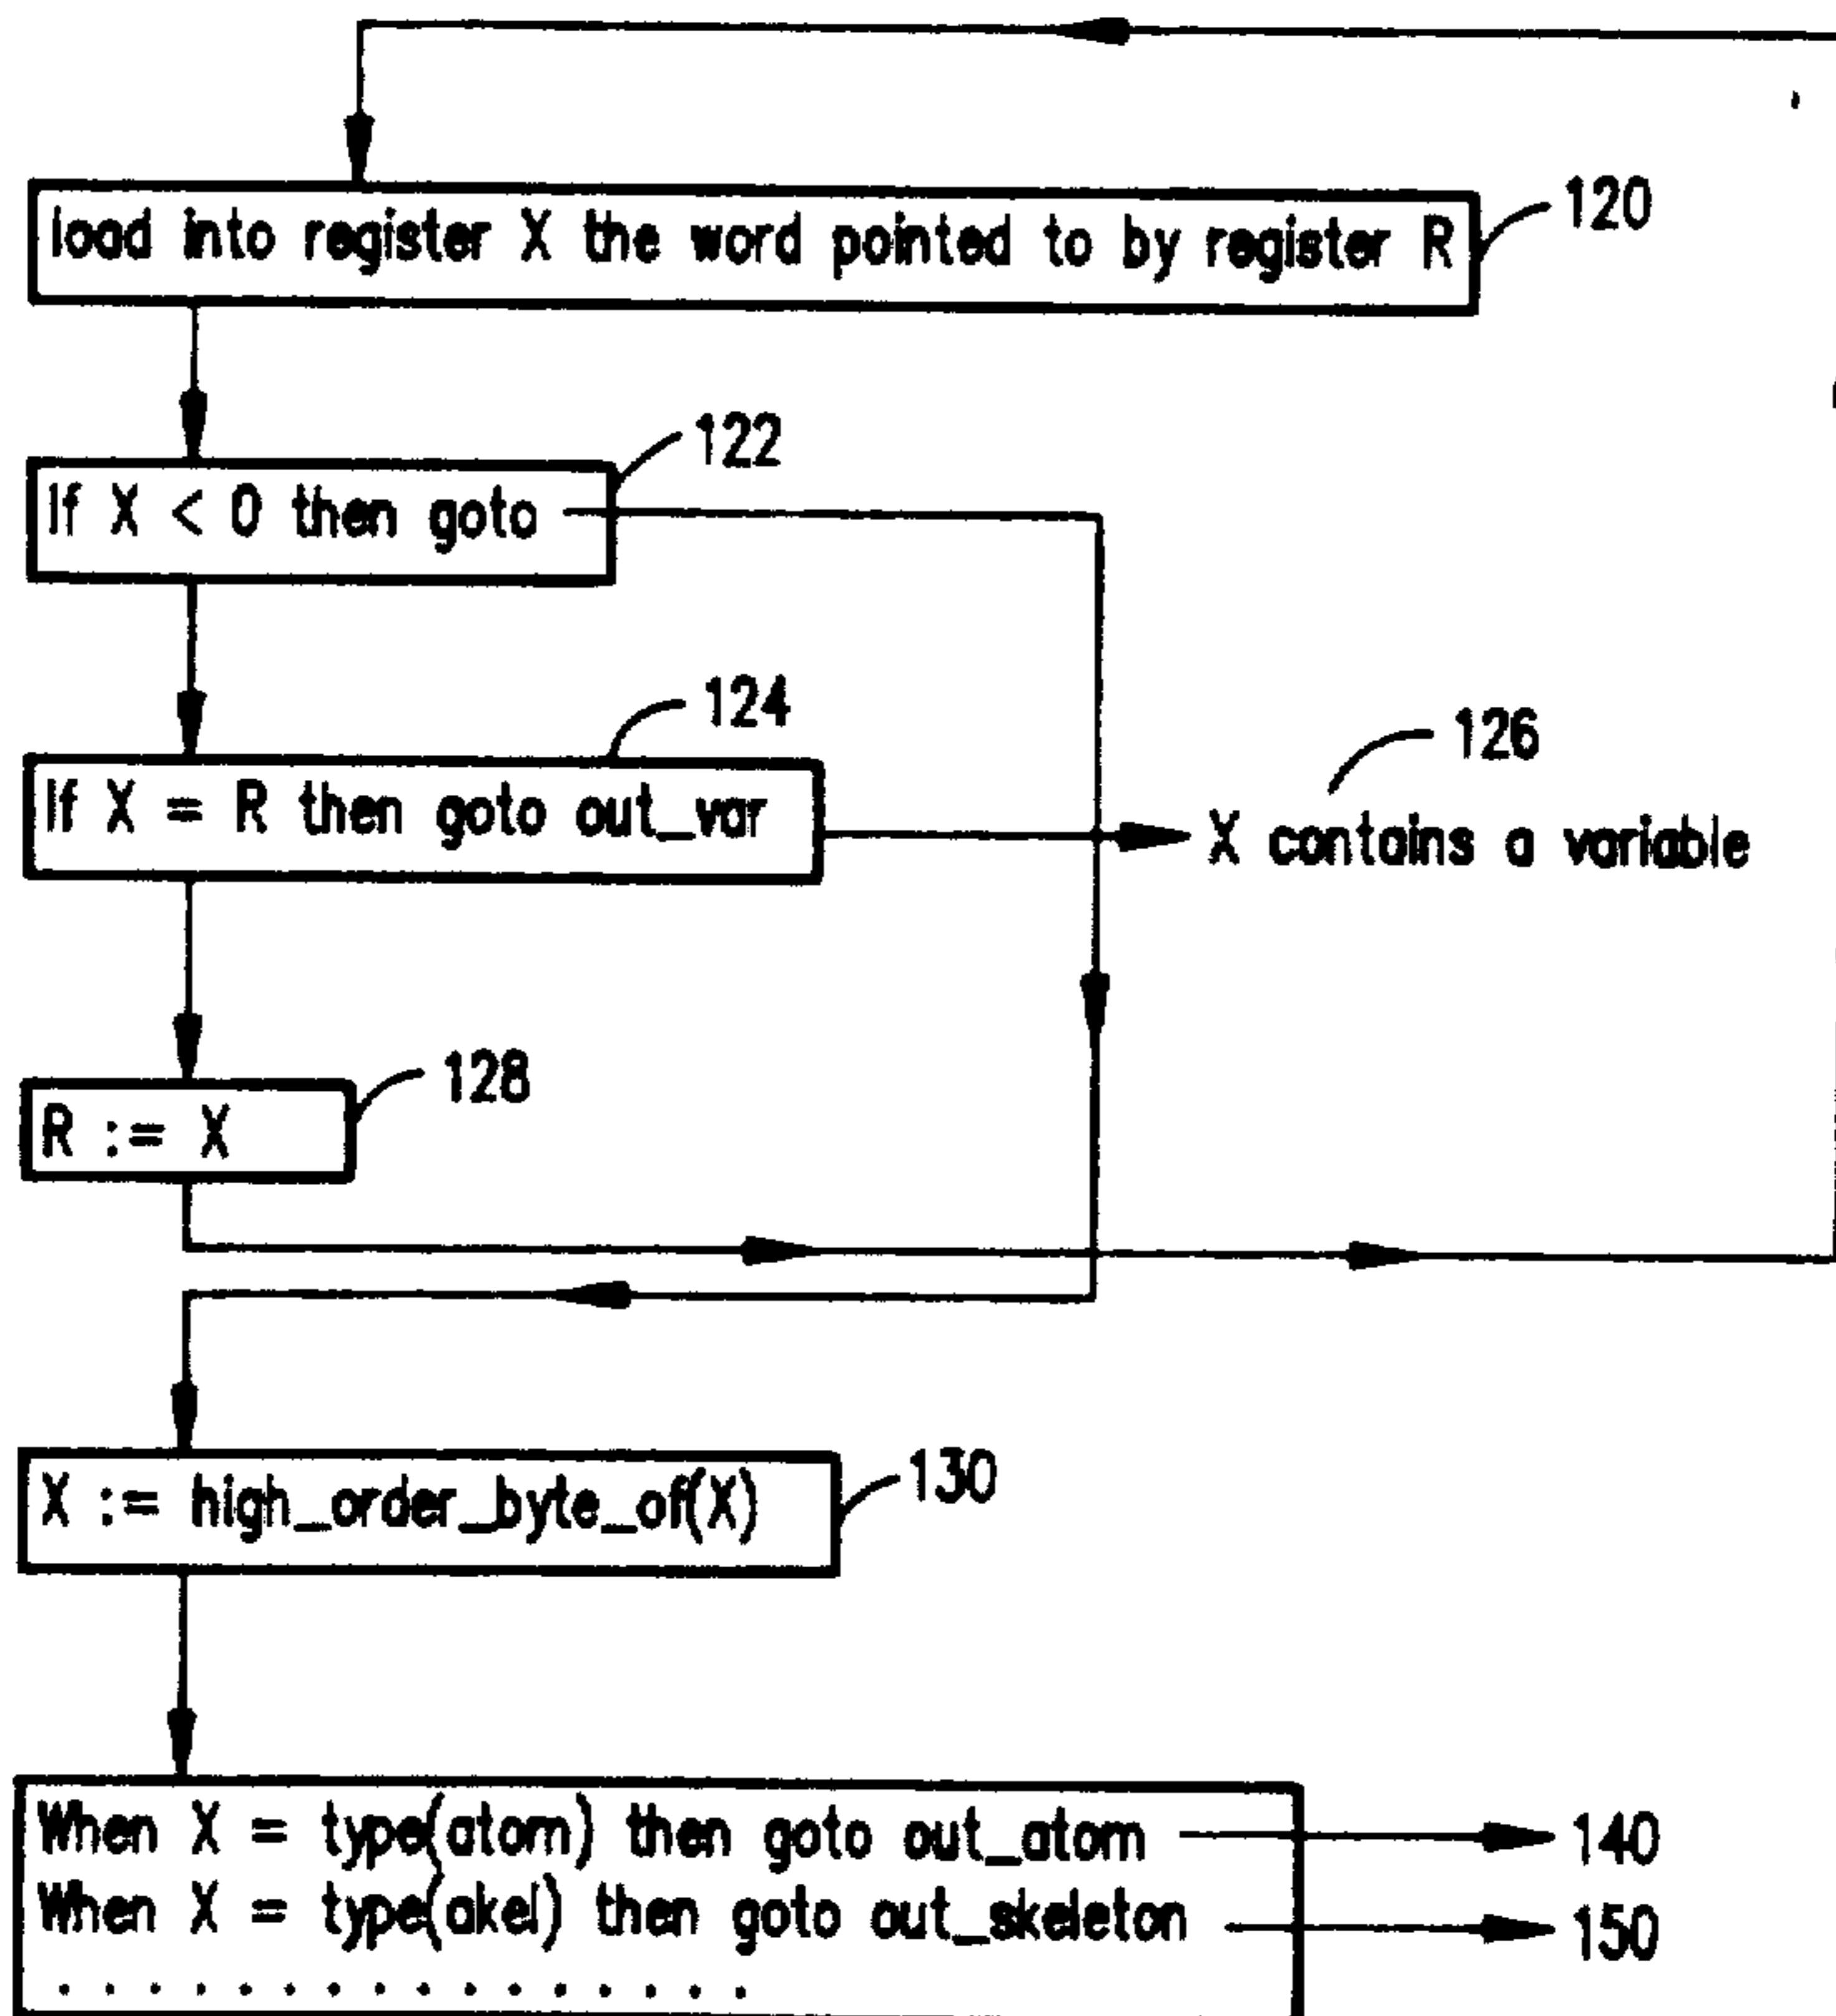 load into register X the word pointed to by register R
120
If X < 0 then goto
122
If X = R then goto out_var
124
126
X contains a variable
R := X
128
X := high_order_byte_of(X)
130
When X = type(atom) then goto out_atom
140
When X = type(akel) then goto out_skeleton
150
. . . . . . . . . . . . . . . .